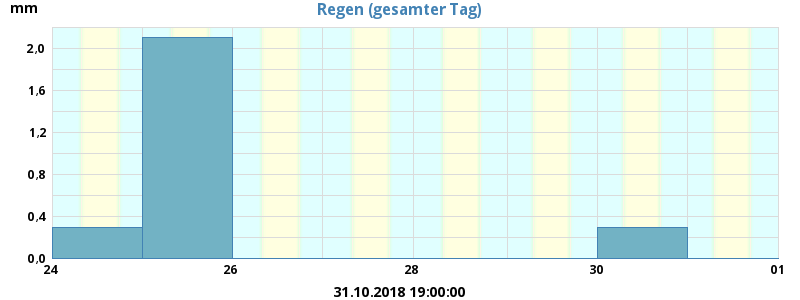 mm
Regen (gesamter Tag)
2,0
1,6
1,2
0,8
0,4
0,0
24 26 28 30 01
31.10.2018 19:00:00